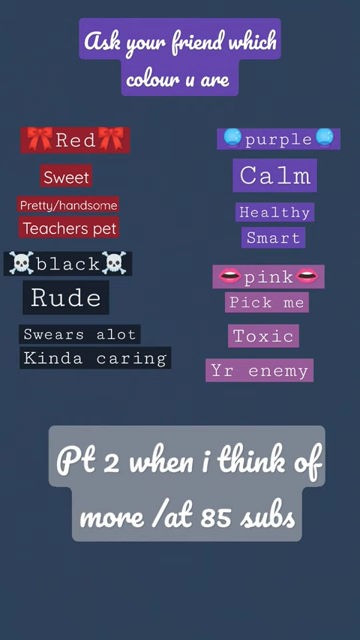 Ask your friend which
colour u are
🎀Red🎀
Sweet
Pretty/handsome
Teachers pet
☠️black☠️
Rude
Swears alot
Kinda caring
🔮purple🔮
Calm
Healthy
Smart
👄pink👄
Pick me
Toxic
Yr enemy
Pt 2 when i think of
more /at 85 subs